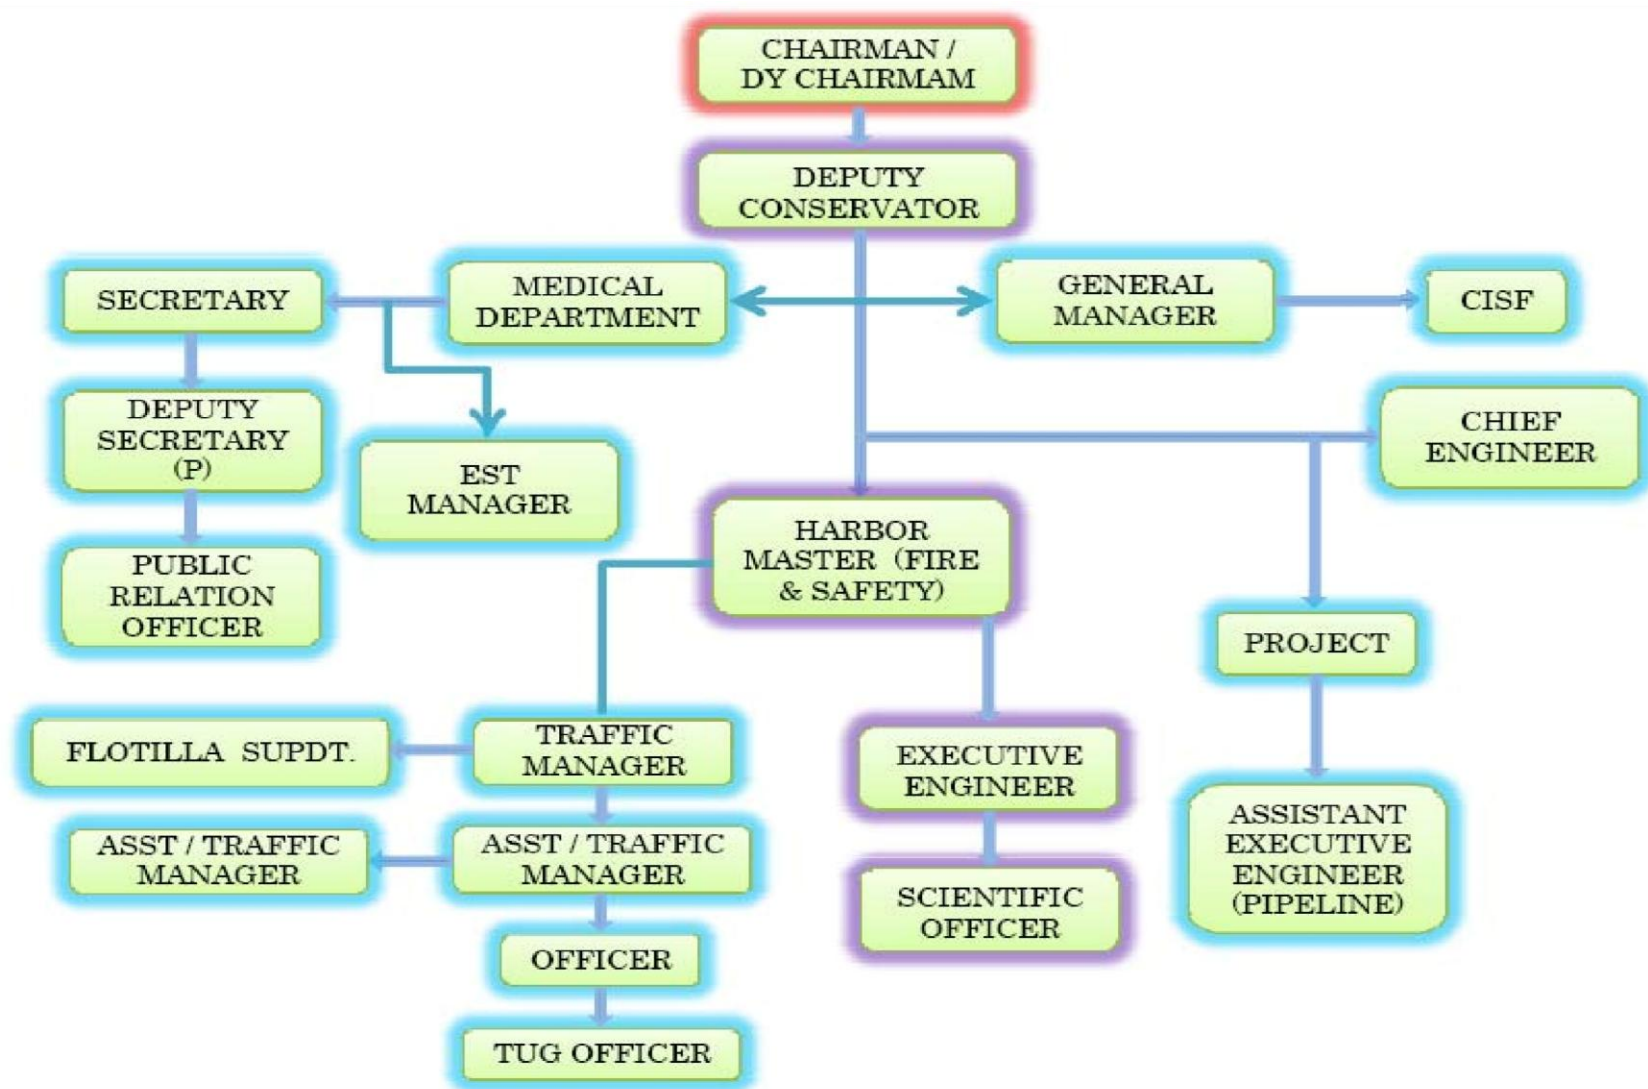 CHAIRMAN /
DY CHAIRMAM
DEPUTY
CONSERVATOR
SECRETARY
MEDICAL
DEPARTMENT
GENERAL
MANAGER
CISF
DEPUTY
SECRETARY
(P)
EST
MANAGER
CHIEF
ENGINEER
PUBLIC
RELATION
OFFICER
HARBOR
MASTER (FIRE
& SAFETY)
PROJECT
FLOTILLA SUPDT.
TRAFFIC
MANAGER
EXECUTIVE
ENGINEER
ASSISTANT
EXECUTIVE
ENGINEER
(PIPELINE)
ASST / TRAFFIC
MANAGER
ASST / TRAFFIC
MANAGER
SCIENTIFIC
OFFICER
OFFICER
TUG OFFICER